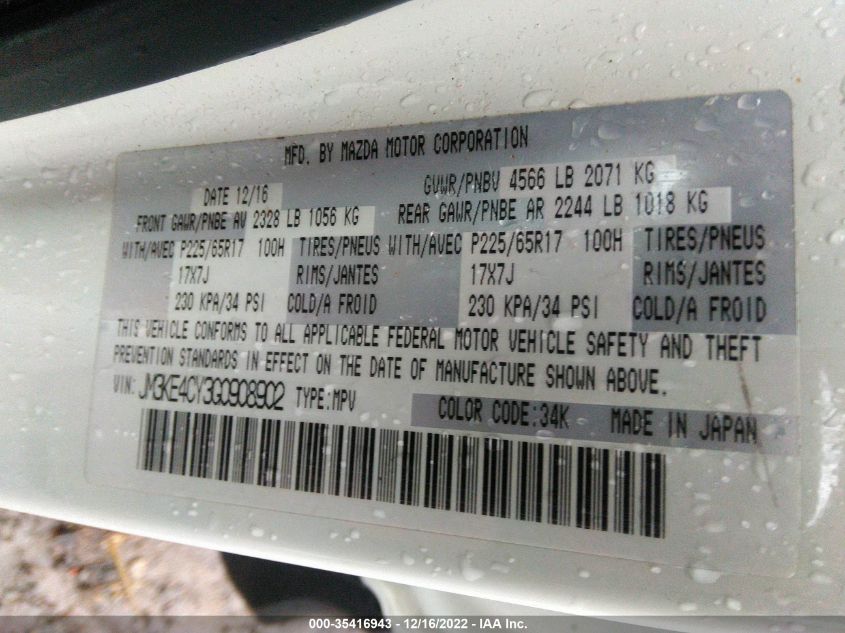 MFD. BY MAZDA MOTOR CORPORATION
DATE 12/16 GVWR/PNBV 4566 LB 2071 KG
FRONT GAWR/PNBE AV 2328 LB 1056 KG REAR GAWR/PNBE AR 2244 LB 1018 KG
WITH/AVEC P225/65R17 100H TIRES/PNEUS WITH/AVEC P225/65R17 100H TIRES/PNEUS
17X7J RIMS/JANTES 17X7J RIMS/JANTES
230 KPA/34 PSI COLD/A FROID 230 KPA/34 PSI COLD/A FROID
THIS VEHICLE CONFORMS TO ALL APPLICABLE FEDERAL MOTOR VEHICLE SAFETY AND THEFT
PREVENTION STANDARDS IN EFFECT ON THE DATE OF MANUFACTURE SHOWN ABOVE.
VIN: JM3KE4CY3G0908902 TYPE:MPV COLOR CODE:34K MADE IN JAPAN
000-35416943 - 12/16/2022 - IAA Inc.